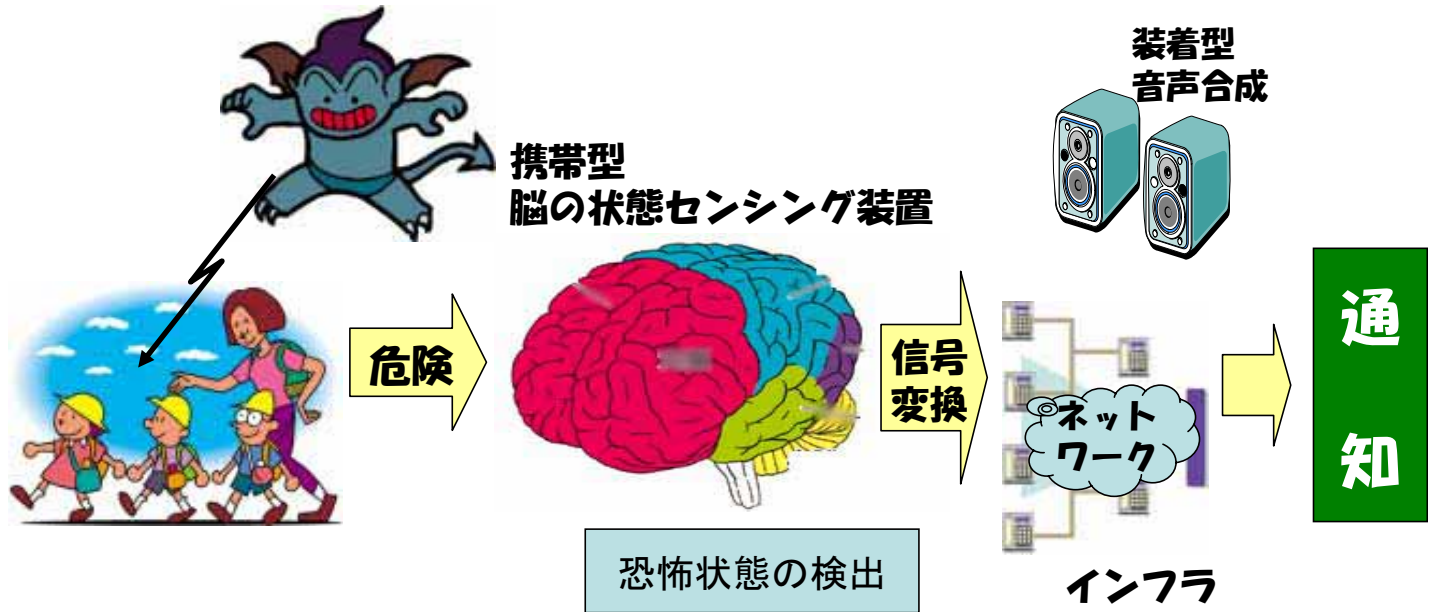 装着型
音声合成
携帯型
脳の状態センシング装置
危険
信号
変換
ネット
ワーク
通
知
恐怖状態の検出
インフラ